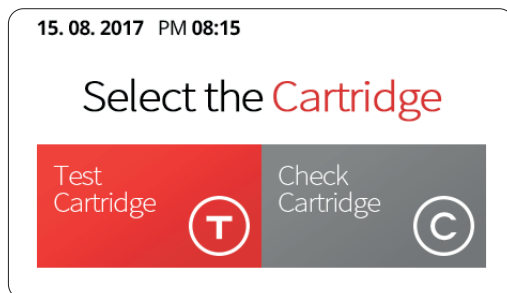 15. 08. 2017 PM 08:15
Select the Cartridge
Test
Cartridge
T
Check
Cartridge
C